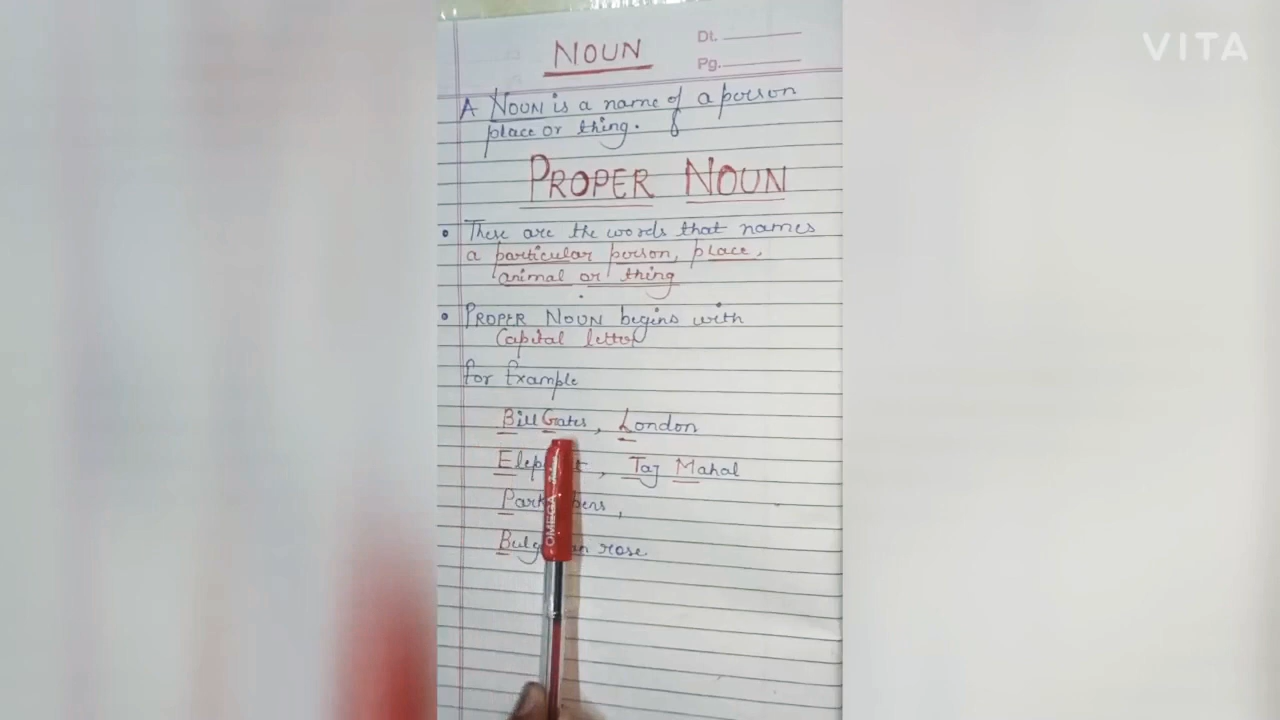 VITA
NOUN
Dt.
Pg.
A NOUN is a name of a person
place or thing.
PROPER NOUN
• These are the words that names
a particular person, place,
animal or thing
• PROPER NOUN begins with
Capital letter
for Example
Bill Gates, London
, Taj Mahal
pens,
rose
OMEGA